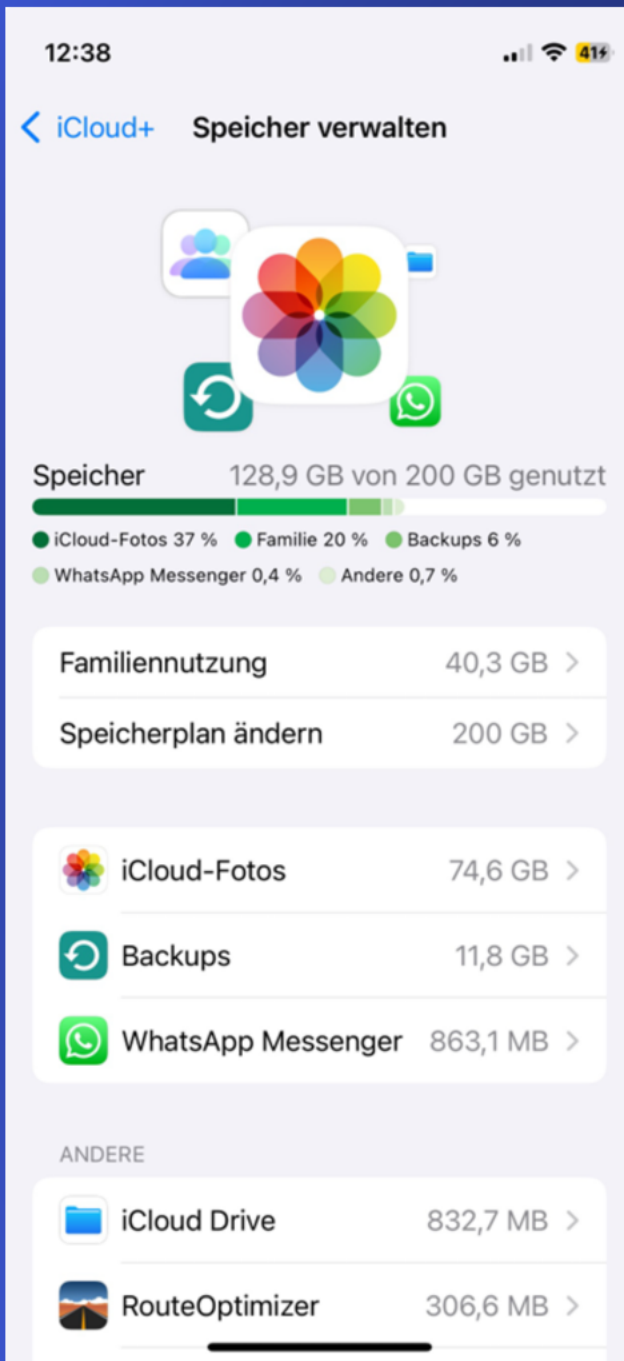 12:38
41
iCloud+ Speicher verwalten
Speicher 128,9 GB von 200 GB genutzt
iCloud-Fotos 37 % Familie 20 % Backups 6 %
WhatsApp Messenger 0,4 % Andere 0,7 %
Familiennutzung 40,3 GB
Speicherplan ändern 200 GB
iCloud-Fotos 74,6 GB
Backups 11,8 GB
WhatsApp Messenger 863,1 MB
ANDERE
iCloud Drive 832,7 MB
RouteOptimizer 306,6 MB